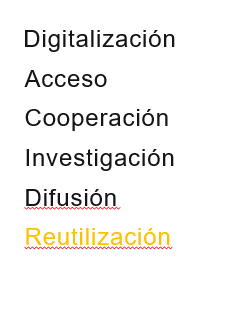 Digitalización
Acceso
Cooperación
Investigación
Difusión
Reutilización